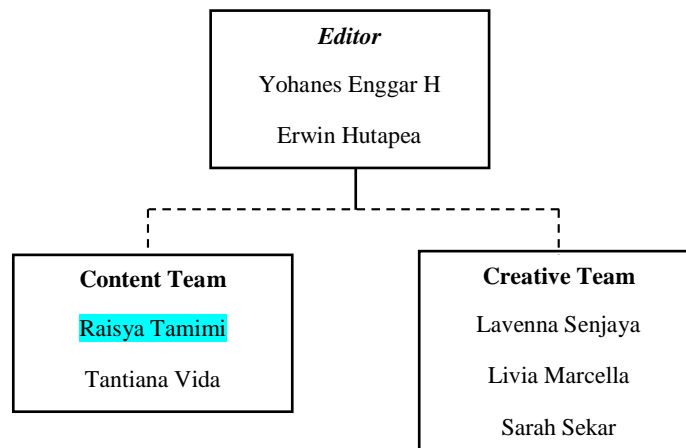 Editor
Yohanes Enggar H
Erwin Hutapea
Content Team
Raisya Tamimi
Tantiana Vida
Creative Team
Lavenna Senjaya
Livia Marcella
Sarah Sekar